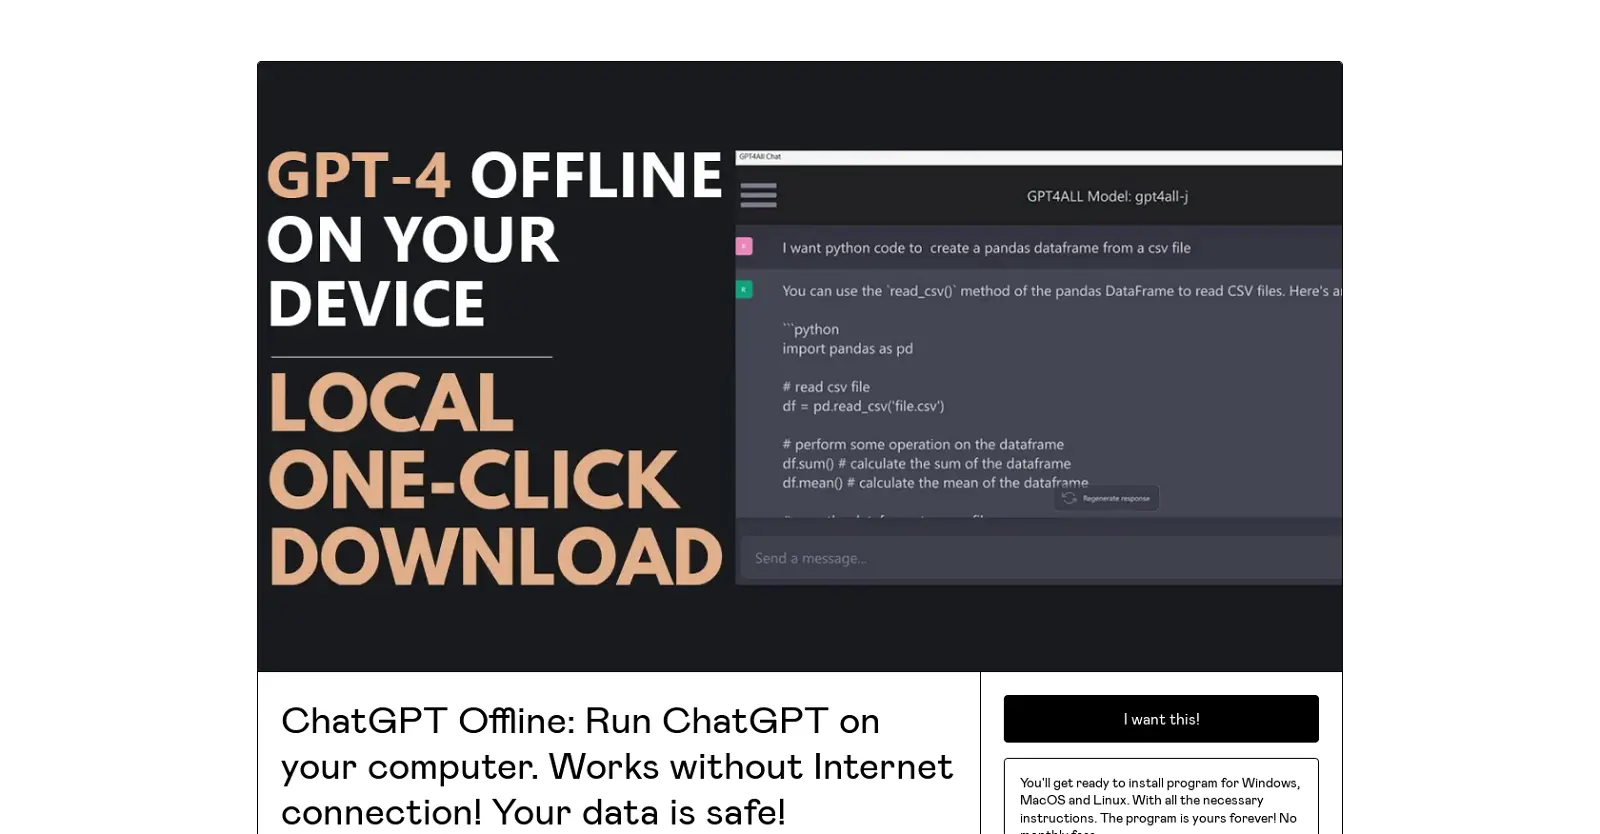 GPT-4 OFFLINE
ON YOUR
DEVICE
LOCAL
ONE-CLICK
DOWNLOAD
GPT4All Chat
GPT4ALL Model: gpt4all-j
I want python code to  create a pandas dataframe from a csv file
You can use the `read_csv()` method of the pandas DataFrame to read CSV files. Here's
```python
import pandas as pd
# read csv file
df = pd.read_csv('file.csv')
# perform some operation on the dataframe
df.sum() # calculate the sum of the dataframe
df.mean() # calculate the mean of the dataframe
Regenerate response
Send a message...
ChatGPT Offline: Run ChatGPT on
your computer. Works without Internet
connection! Your data is safe!
I want this!
You'll get ready to install program for Windows,
MacOS and Linux. With all the necessary
instructions. The program is yours forever! No